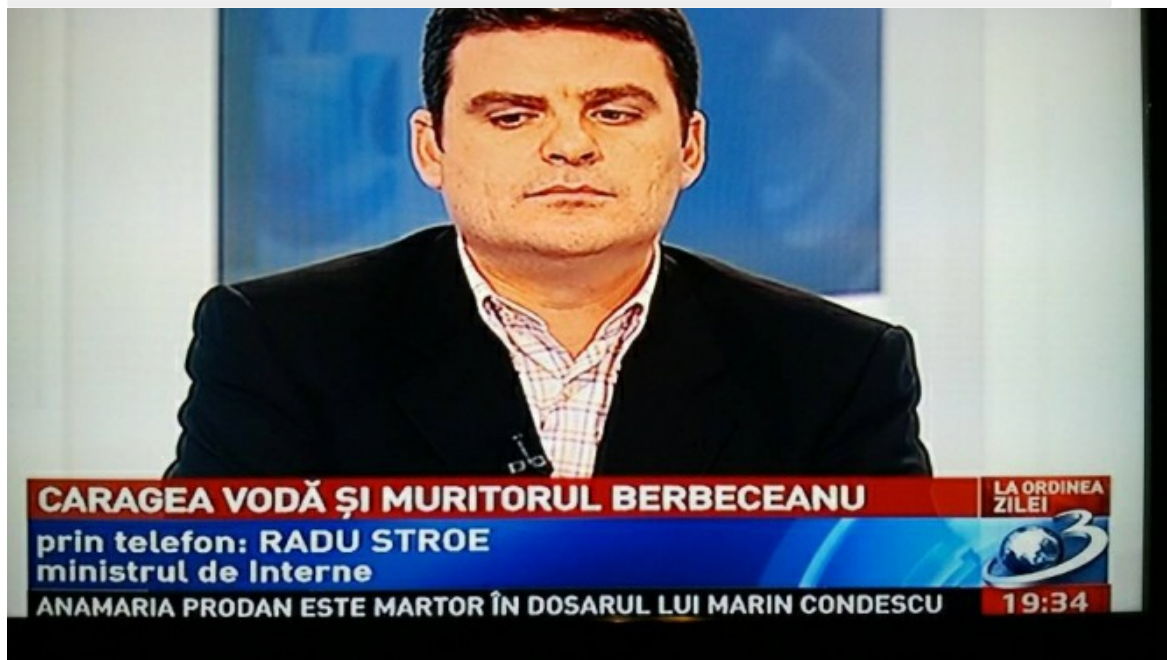 CARAGEA VODĂ ȘI MURITORUL BERBECEANU
LA ORDINEA
ZILEI
prin telefon: RADU STROE
ministrul de Interne
3
ANAMARIA PRODAN ESTE MARTOR ÎN DOSARUL LUI MARIN CONDESCU
19:34